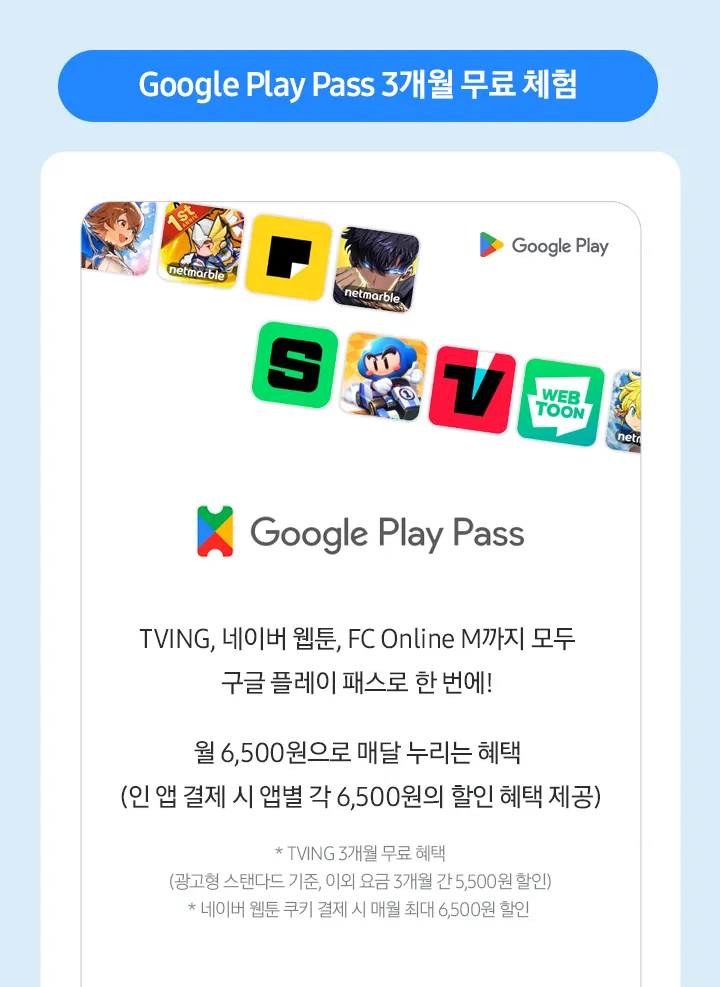 Google Play Pass 3개월 무료 체험
1st
netmarble
netmarble
Google Play
WEB
TOON
Google Play Pass
TVING, 네이버 웹툰, FC Online M까지 모두
구글 플레이 패스로 한 번에!
월 6,500원으로 매달 누리는 혜택
(인 앱 결제 시 앱별 각 6,500원의 할인 혜택 제공)
* TVING 3개월 무료 혜택
(광고형 스탠다드 기준, 이외 요금 3개월 간 5,500원 할인)
* 네이버 웹툰 쿠키 결제 시 매월 최대 6,500원 할인